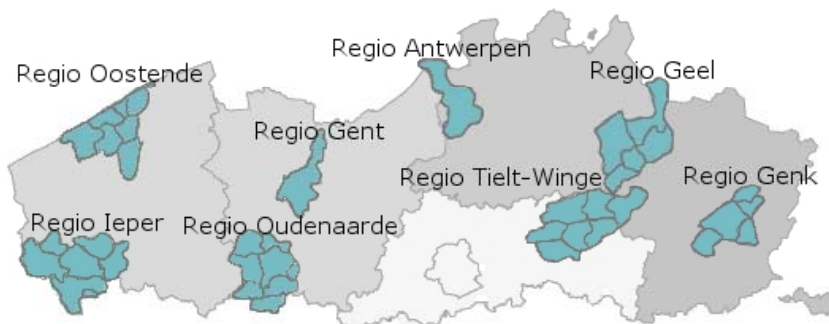 Regio Antwerpen
Regio Oostende
Regio Geel
Regio Gent
Regio Tielt-Winge
Regio Genk
Regio Ieper
Regio Oudenaarde